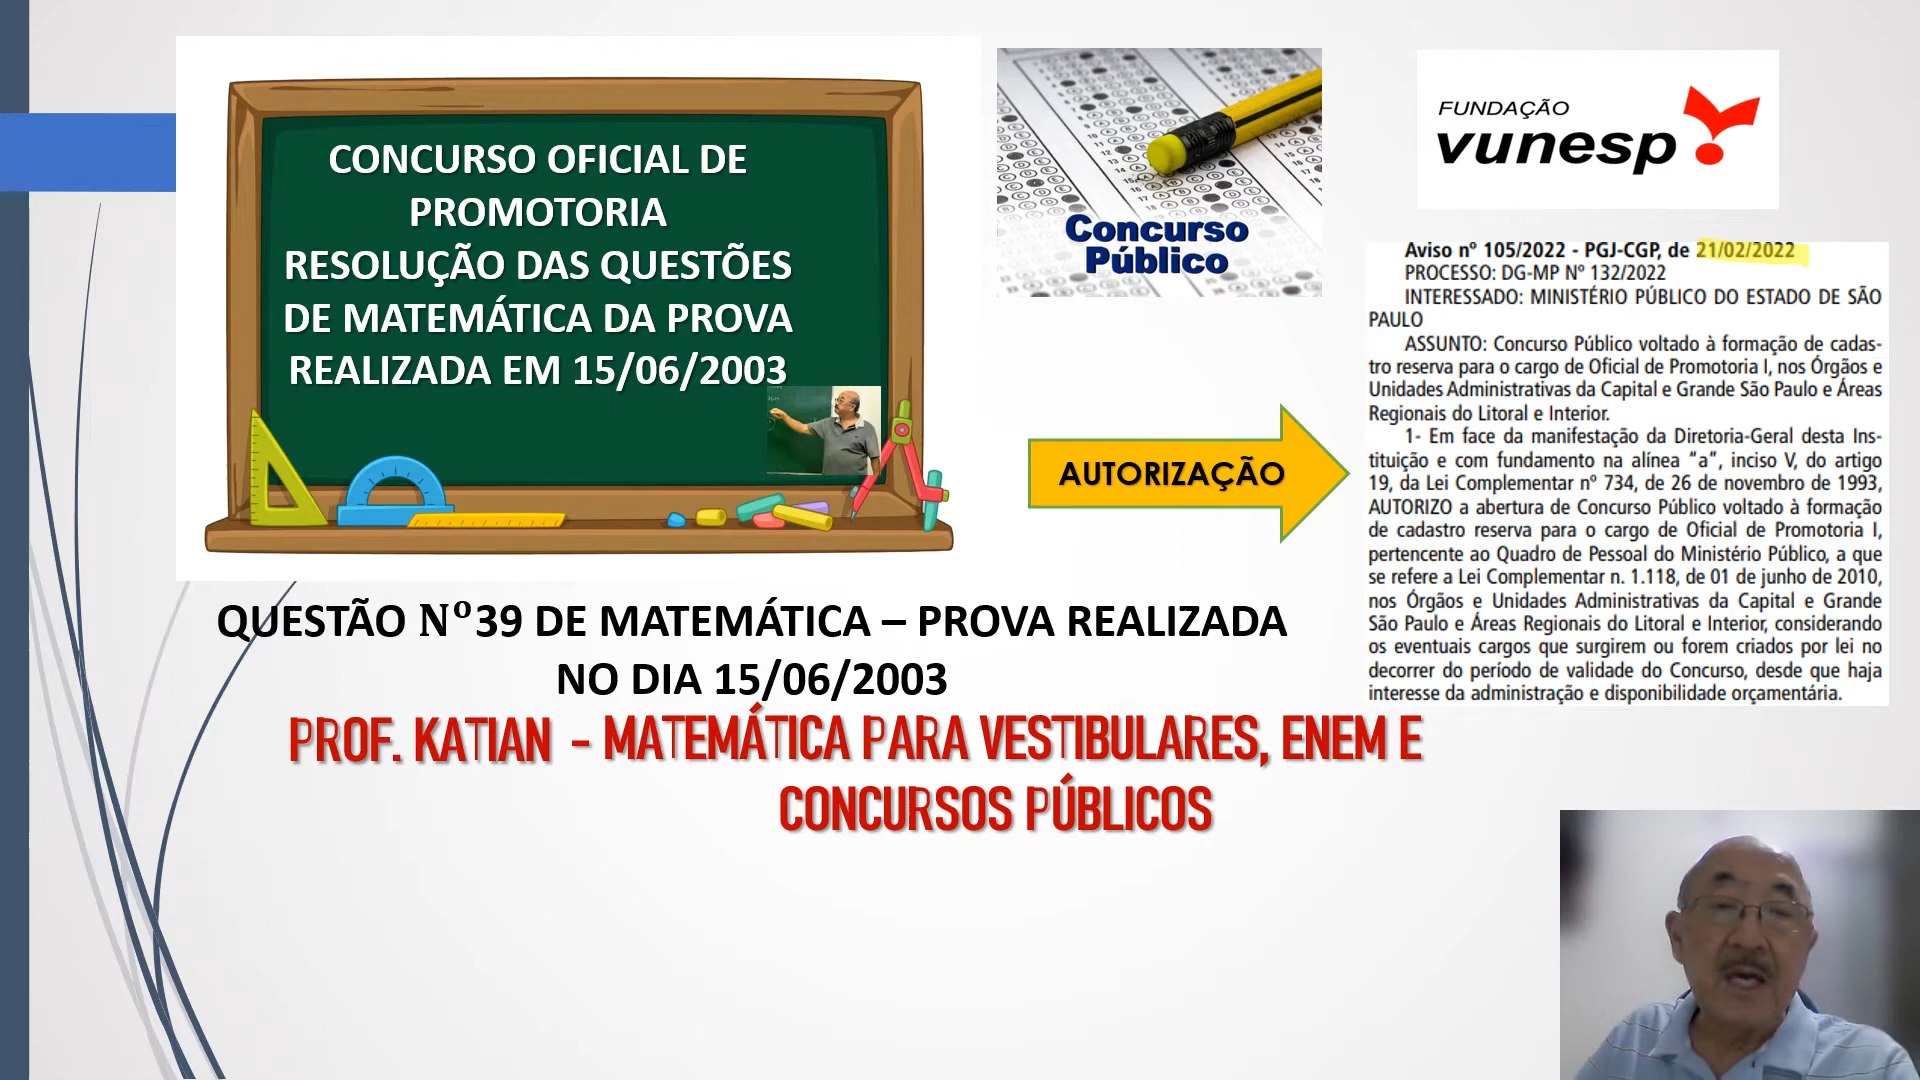 CONCURSO OFICIAL DE
PROMOTORIA
RESOLUÇÃO DAS QUESTÕES
DE MATEMÁTICA DA PROVA
REALIZADA EM 15/06/2003
Concurso
Público
FUNDAÇÃO
vunesp
AUTORIZAÇÃO
Aviso nº 105/2022 - PGJ-CGP, de 21/02/2022
PROCESSO: DG-MP Nº 132/2022
INTERESSADO: MINISTÉRIO PÚBLICO DO ESTADO DE SÃO
PAULO
ASSUNTO: Concurso Público voltado à formação de cadas-
tro reserva para o cargo de Oficial de Promotoria I, nos Órgãos e
Unidades Administrativas da Capital e Grande São Paulo e Áreas
Regionais do Litoral e Interior.
1- Em face da manifestação da Diretoria-Geral desta Ins-
tituição e com fundamento na alínea “a”, inciso V, do artigo
19, da Lei Complementar nº 734, de 26 de novembro de 1993,
AUTORIZO a abertura de Concurso Público voltado à formação
de cadastro reserva para o cargo de Oficial de Promotoria I,
pertencente ao Quadro de Pessoal do Ministério Público, a que
se refere a Lei Complementar n. 1.118, de 01 de junho de 2010,
nos Órgãos e Unidades Administrativas da Capital e Grande
São Paulo e Áreas Regionais do Litoral e Interior, considerando
os eventuais cargos que surgirem ou forem criados por lei no
decorrer do período de validade do Concurso, desde que haja
interesse da administração e disponibilidade orçamentária.
QUESTÃO Nº39 DE MATEMÁTICA – PROVA REALIZADA
NO DIA 15/06/2003
PROF. KATIAN - MATEMÁTICA PARA VESTIBULARES, ENEM E
CONCURSOS PÚBLICOS